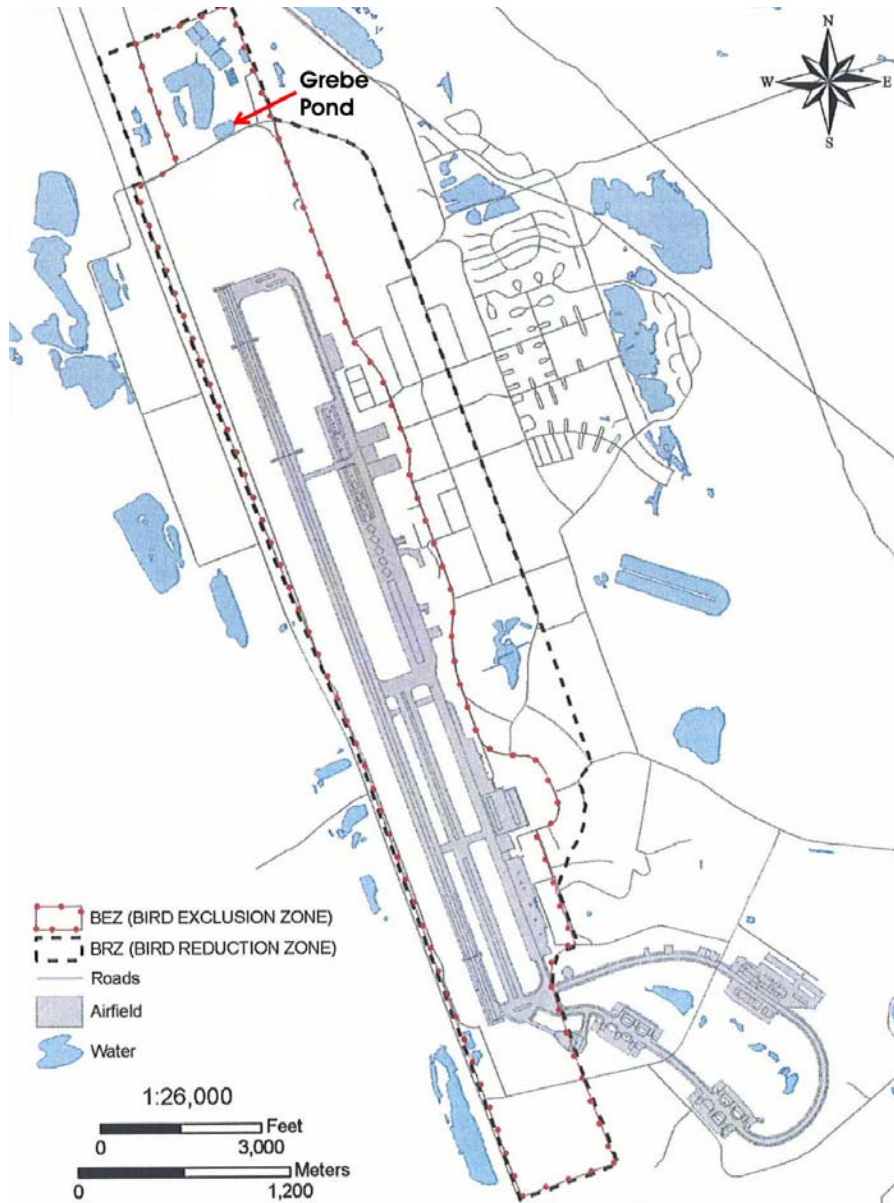 N
W E
S
Grebe
Pond
BEZ (BIRD EXCLUSION ZONE)
BRZ (BIRD REDUCTION ZONE)
Roads
Airfield
Water
1:26,000
Feet
0 3,000
Meters
0 1,200